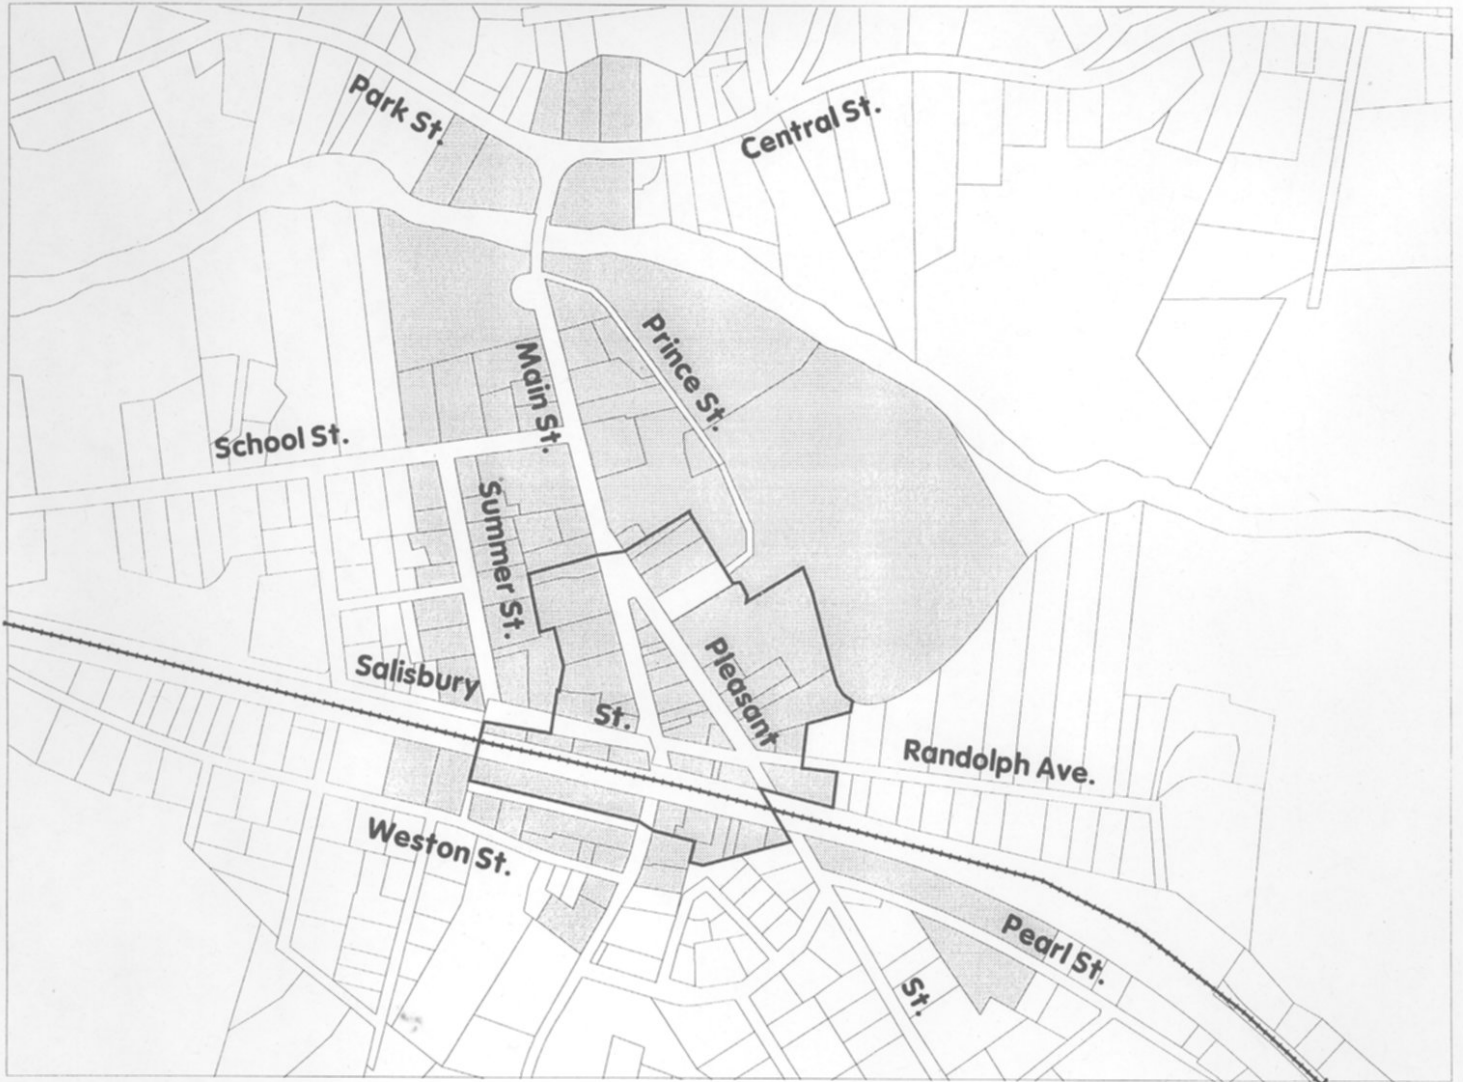 Park St.
Central St.
Main St.
Prince St.
School St.
Summer St.
Salisbury
St.
Pleasant
Randolph Ave.
Weston St.
Pearl St.
St.